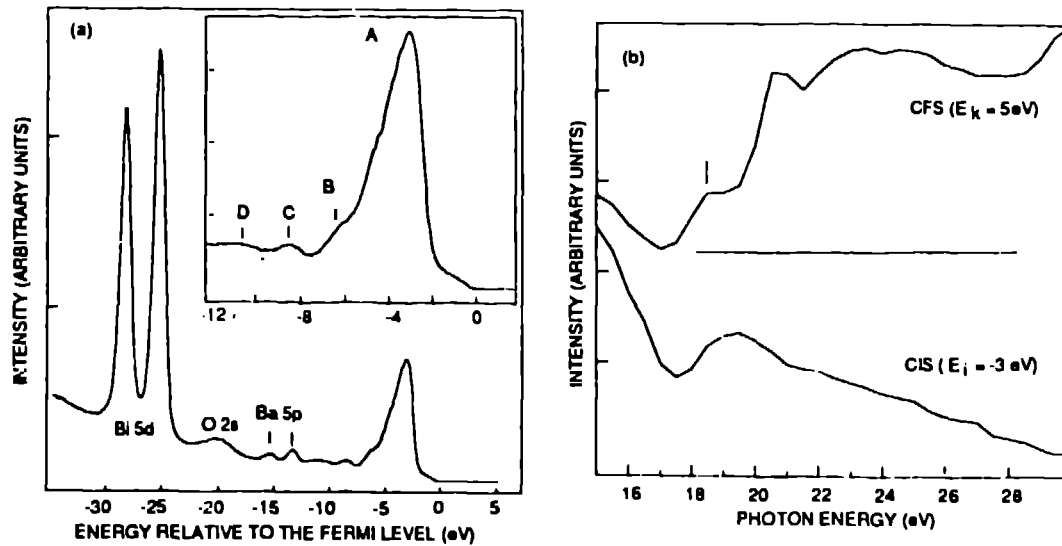 (a)
A
B
C
D
-12
-8
-4
0
Bi 5d
O 2s
Ba 5p
-30 -25 -20 -15 -10 -5 0 5
ENERGY RELATIVE TO THE FERMI LEVEL (eV)
INTENSITY (ARBITRARY UNITS)
(b)
CFS (E k = 5eV)
CIS (E i = -3 eV)
16
20
22
24
26
28
PHOTON ENERGY (eV)
INTENSITY (ARBITRARY UNITS)